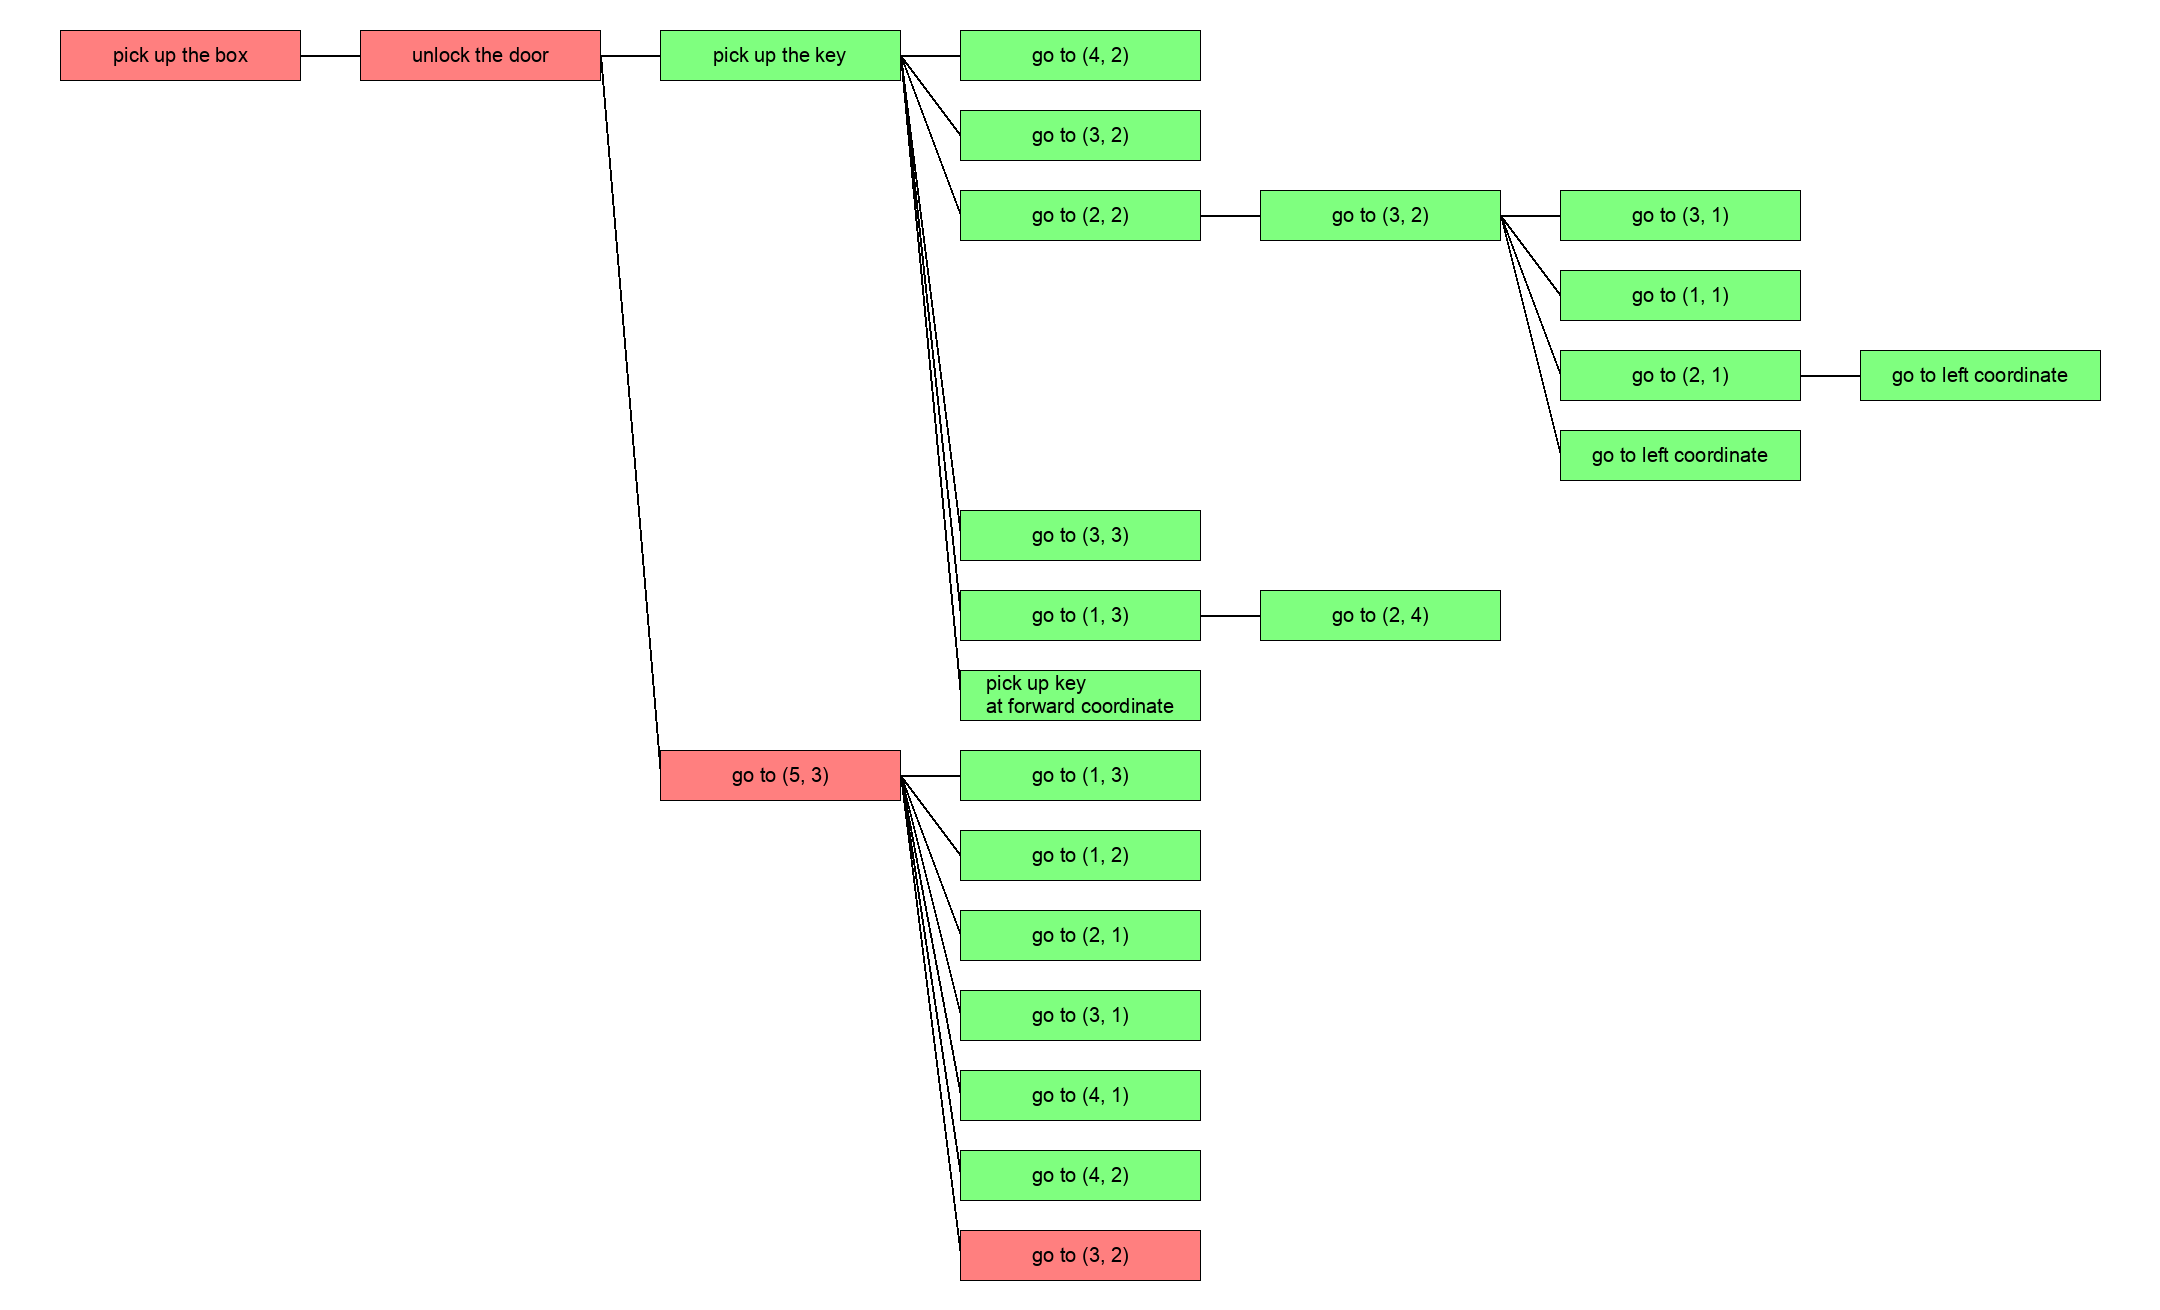 pick up the box
unlock the door
pick up the key
go to (4, 2)
go to (3, 2)
go to (2, 2)
go to (3, 2)
go to (3, 1)
go to (1, 1)
go to (2, 1)
go to left coordinate
go to left coordinate
go to (3, 3)
go to (1, 3)
go to (2, 4)
pick up key
at forward coordinate
go to (5, 3)
go to (1, 3)
go to (1, 2)
go to (2, 1)
go to (3, 1)
go to (4, 1)
go to (4, 2)
go to (3, 2)